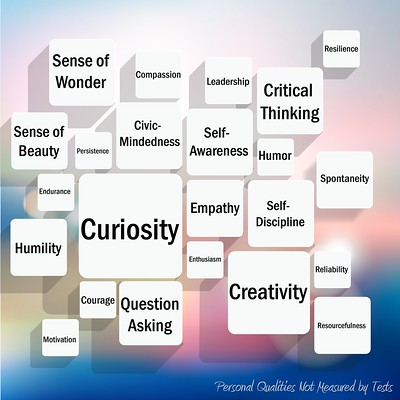 Resilience
Sense of
Wonder
Compassion
Leadership
Critical
Thinking
Sense of
Beauty
Persistence
Civic-
Mindedness
Self-
Awareness
Humor
Spontaneity
Endurance
Curiosity
Empathy
Self-
Discipline
Humility
Enthusiasm
Reliability
Creativity
Courage
Question
Asking
Resourcefulness
Motivation
Personal Qualities Not Measured by Tests